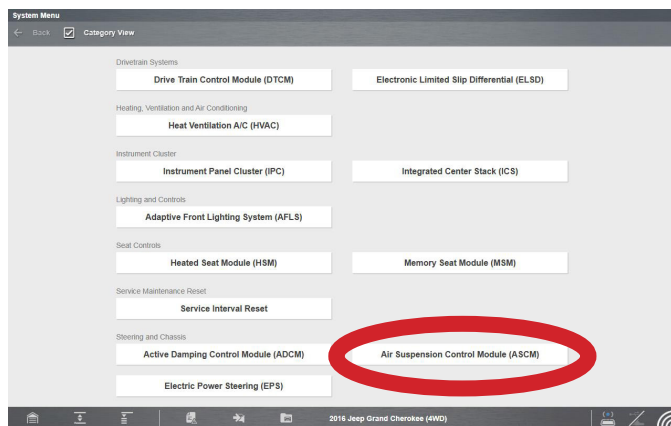 System Menu
← Back Category View
Drivetrain Systems
Drive Train Control Module (DTCM) Electronic Limited Slip Differential (ELSD)
Heating, Ventilation and Air Conditioning
Heat Ventilation A/C (HVAC)
Instrument Cluster
Instrument Panel Cluster (IPC) Integrated Center Stack (ICS)
Lighting and Controls
Adaptive Front Lighting System (AFLS)
Seat Controls
Heated Seat Module (HSM) Memory Seat Module (MSM)
Service Maintenance Reset
Service Interval Reset
Steering and Chassis
Active Damping Control Module (ADCM) Air Suspension Control Module (ASCM)
Electric Power Steering (EPS)
2016 Jeep Grand Cherokee (4WD)